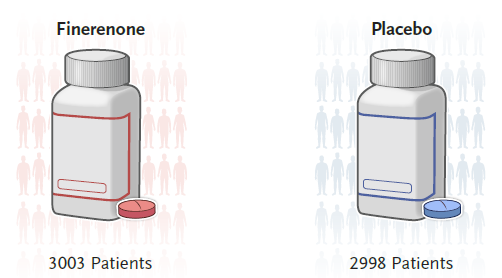 Finerenone
Placebo
3003 Patients
2998 Patients